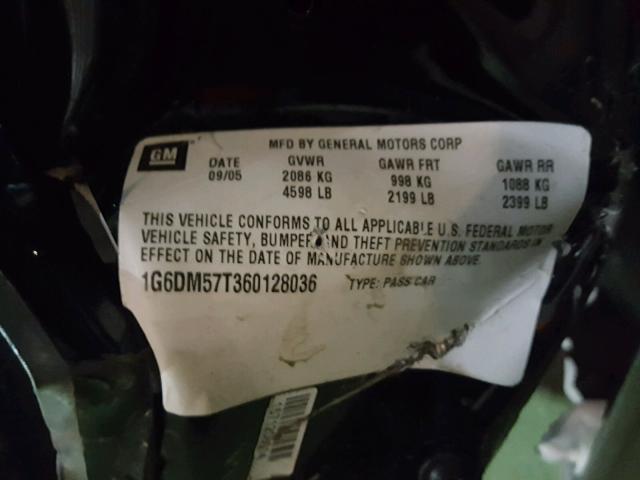 GM
MFD BY GENERAL MOTORS CORP
DATE GVWR GAWR FRT GAWR RR
09/05 2086 KG 998 KG 1088 KG
4598 LB 2199 LB 2399 LB
THIS VEHICLE CONFORMS TO ALL APPLICABLE U.S. FEDERAL MOTOR
VEHICLE SAFETY, BUMPER AND THEFT PREVENTION STANDARDS IN
EFFECT ON THE DATE OF MANUFACTURE SHOWN ABOVE.
1G6DM57T360128036 TYPE: PASS CAR